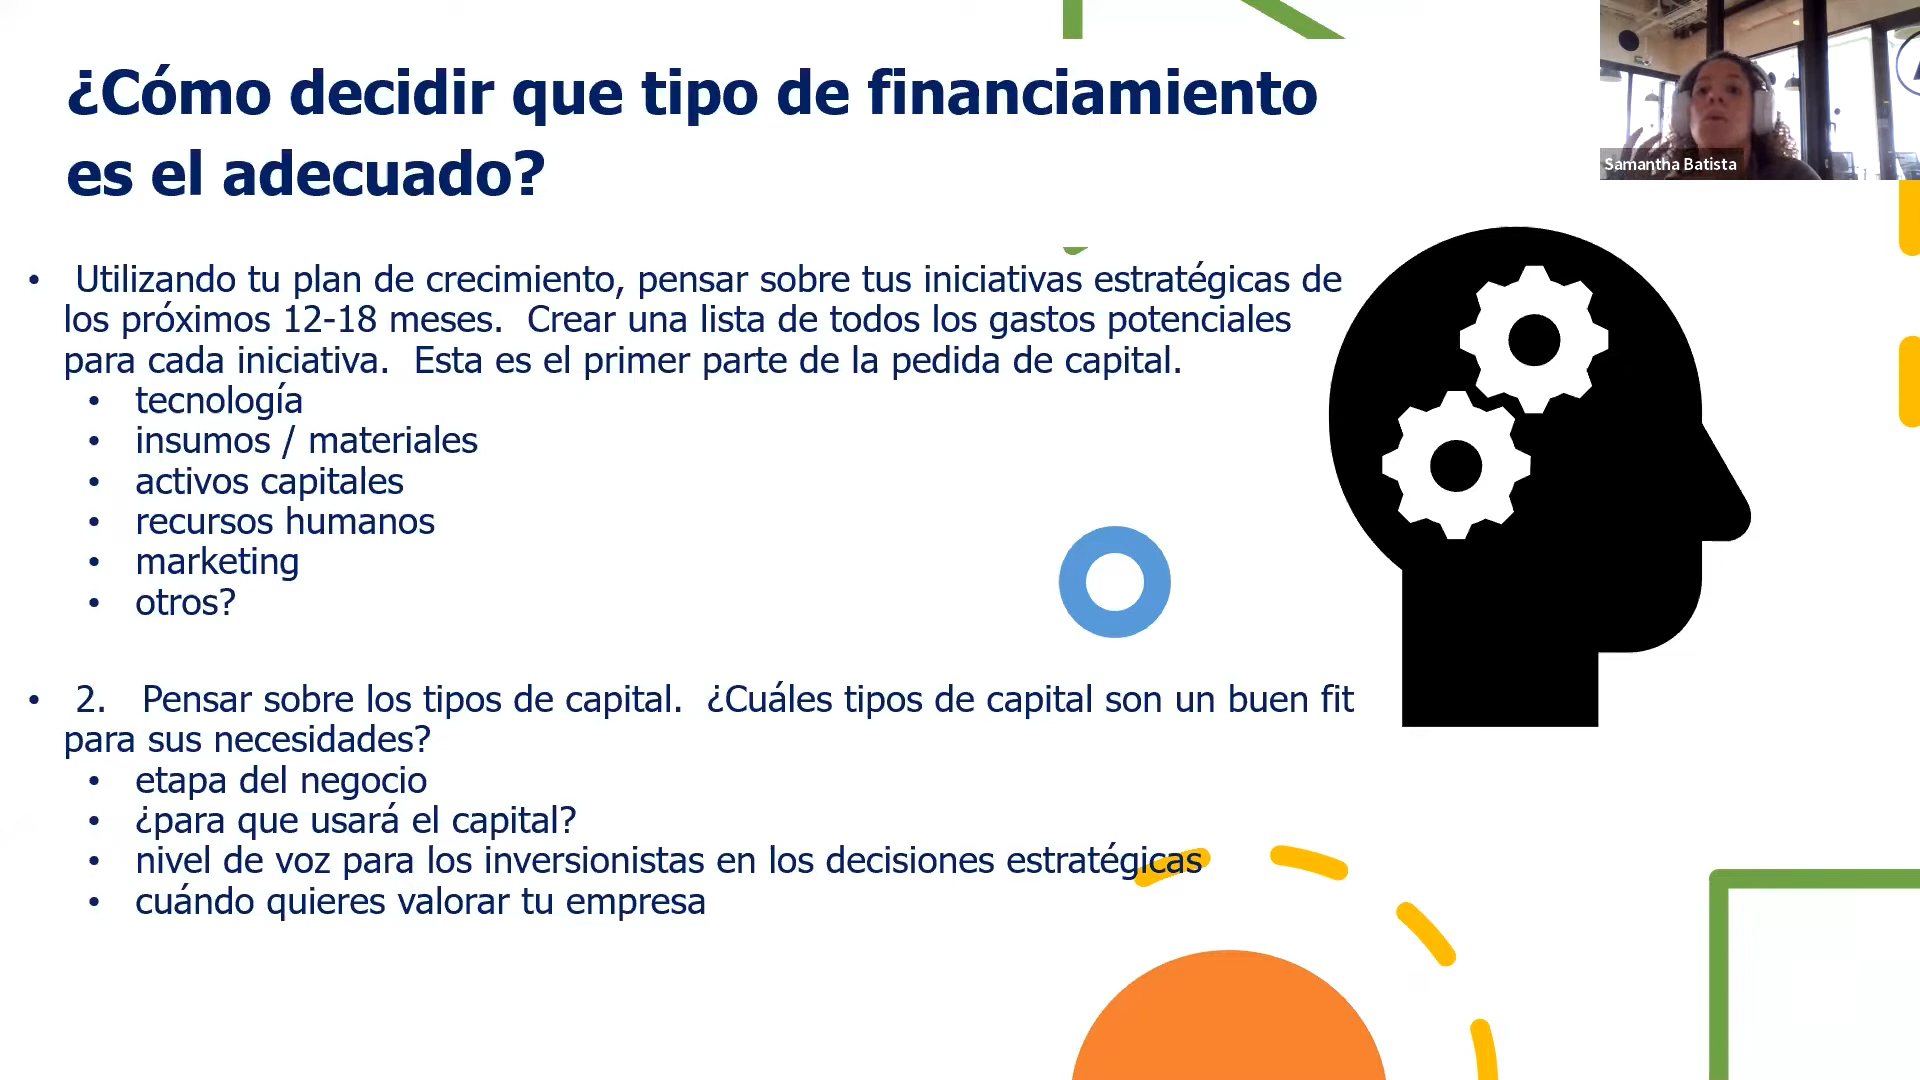 ¿Cómo decidir que tipo de financiamiento
es el adecuado?
Samantha Batista
• Utilizando tu plan de crecimiento, pensar sobre tus iniciativas estratégicas de
los próximos 12-18 meses. Crear una lista de todos los gastos potenciales
para cada iniciativa. Esta es el primer parte de la pedida de capital.
• tecnología
• insumos / materiales
• activos capitales
• recursos humanos
• marketing
• otros?
• 2. Pensar sobre los tipos de capital. ¿Cuáles tipos de capital son un buen fit
para sus necesidades?
• etapa del negocio
• ¿para que usará el capital?
• nivel de voz para los inversionistas en los decisiones estratégicas
• cuándo quieres valorar tu empresa